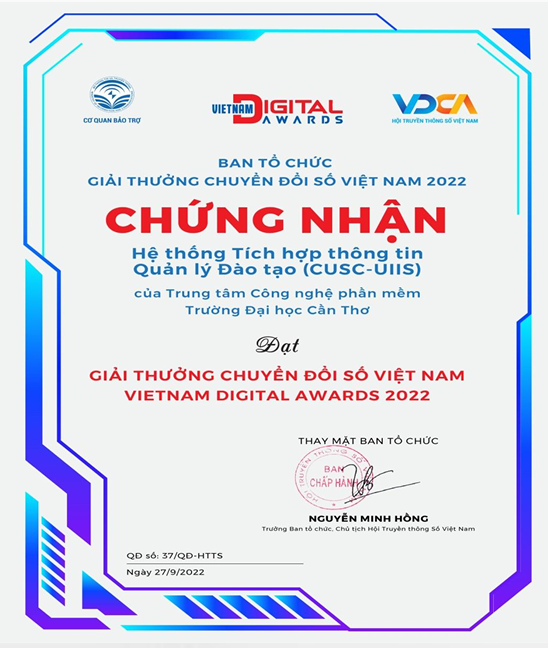 CƠ QUAN BẢO TRỢ
VIETNAM DIGITAL AWARDS
VDCA
HỘI TRUYỀN THÔNG SỐ VIỆT NAM
BAN TỔ CHỨC
GIẢI THƯỞNG CHUYỂN ĐỔI SỐ VIỆT NAM 2022
CHỨNG NHẬN
Hệ thống Tích hợp thông tin
Quản lý Đào tạo (CUSC-UIIS)
của Trung tâm Công nghệ phần mềm
Trường Đại học Cần Thơ
Đạt
GIẢI THƯỞNG CHUYỂN ĐỔI SỐ VIỆT NAM
VIETNAM DIGITAL AWARDS 2022
THAY MẶT BAN TỔ CHỨC
HỘI TRUYỀN THÔNG SỐ
BAN
CHẤP HÀNH
NGUYỄN MINH HỒNG
Trưởng Ban tổ chức, Chủ tịch Hội Truyền thông Số Việt Nam
QĐ số: 37/QĐ-HTTS
Ngày 27/9/2022